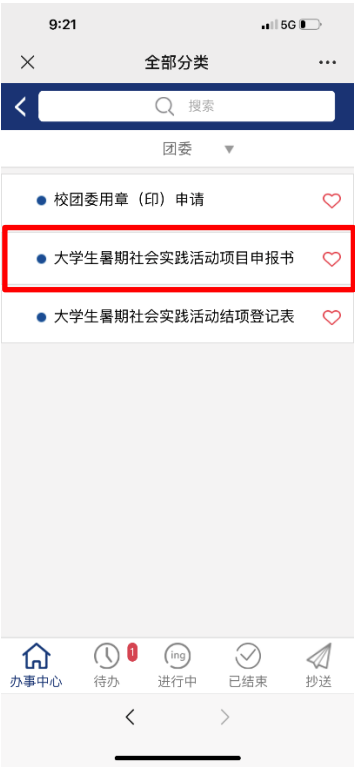 9:21
5G
全部分类
搜索
团委
校团委用章（印）申请
大学生暑期社会实践活动项目申报书
大学生暑期社会实践活动结项登记表
1
ing
办事中心 待办 进行中 已结束 抄送